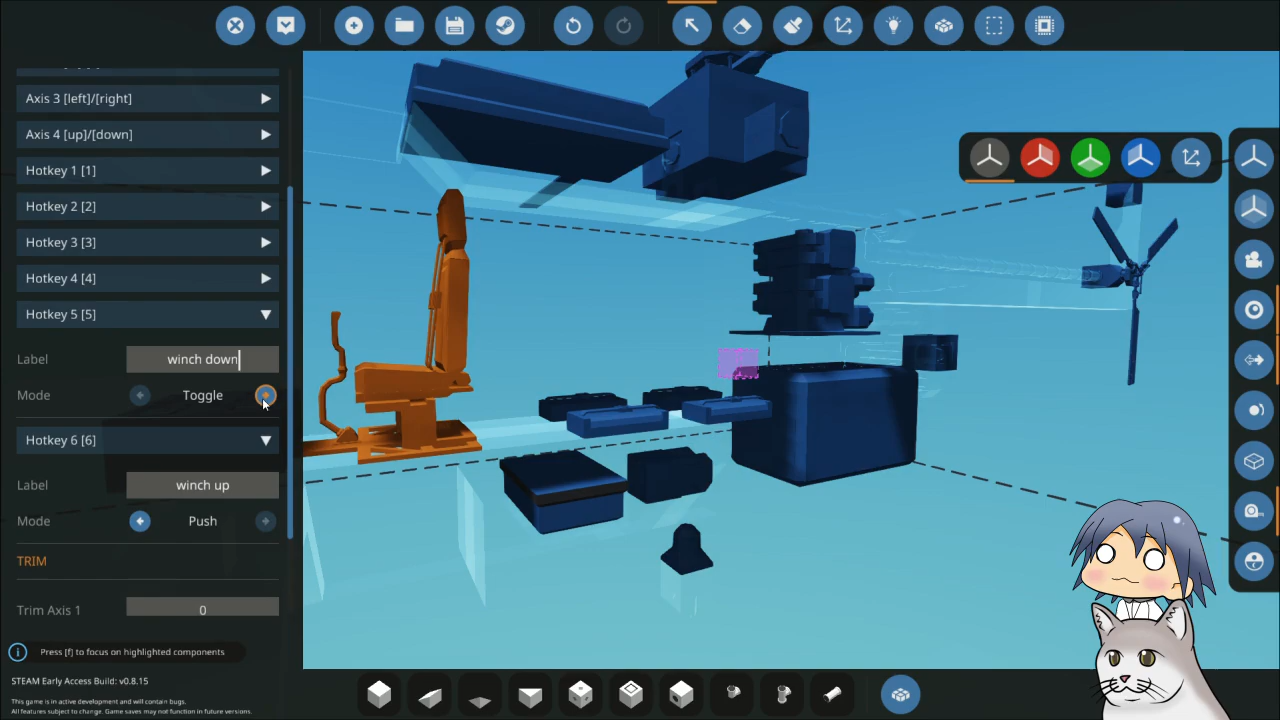 Axis 3 [left]/[right]
Axis 4 [up]/[down]
Hotkey 1 [1]
Hotkey 2 [2]
Hotkey 3 [3]
Hotkey 4 [4]
Hotkey 5 [5]
Label winch down
Mode Toggle
Hotkey 6 [6]
Label winch up
Mode Push
TRIM
Trim Axis 1 0
Press [f] to focus on highlighted components
STEAM Early Access Build: v0.8.15
This game is in active development and will contain bugs.
All features subject to change. Game saves may not function in future versions.